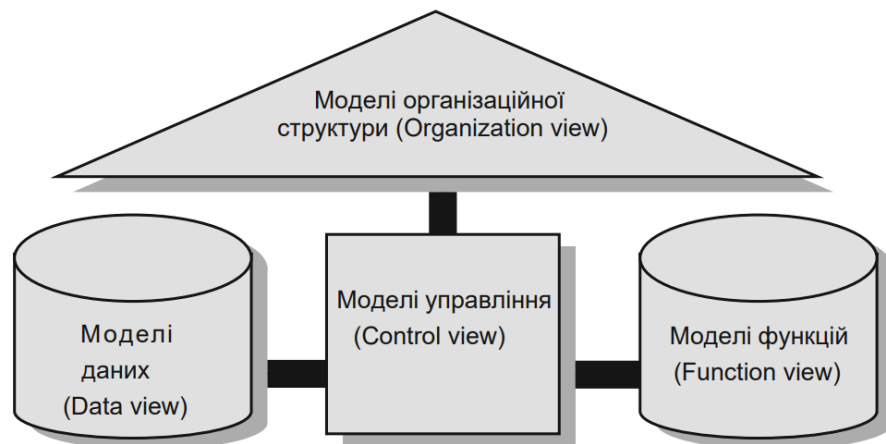 Моделі організаційної
структури (Organization view)
Моделі
даних
(Data view)
Моделі управління
(Control view)
Моделі функцій
(Function view)